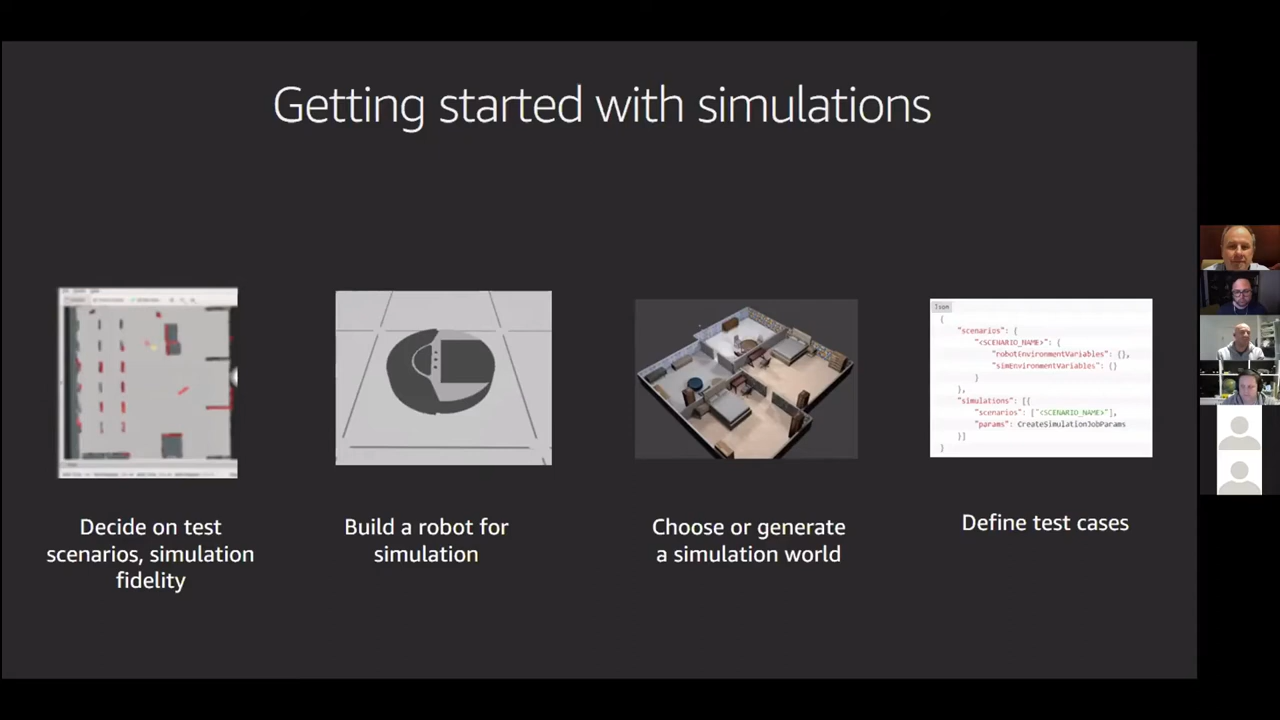 Getting started with simulations
Decide on test
scenarios, simulation
fidelity
Build a robot for
simulation
Choose or generate
a simulation world
Json
{
"scenarios": {
"<SCENARIO_NAME>": {
"robotEnvironmentVariables": {},
"simEnvironmentVariables": {}
}
},
"simulations": [{
"scenarios": ["<SCENARIO_NAME>"],
"params": CreateSimulationJobParams
}]
}
Define test cases